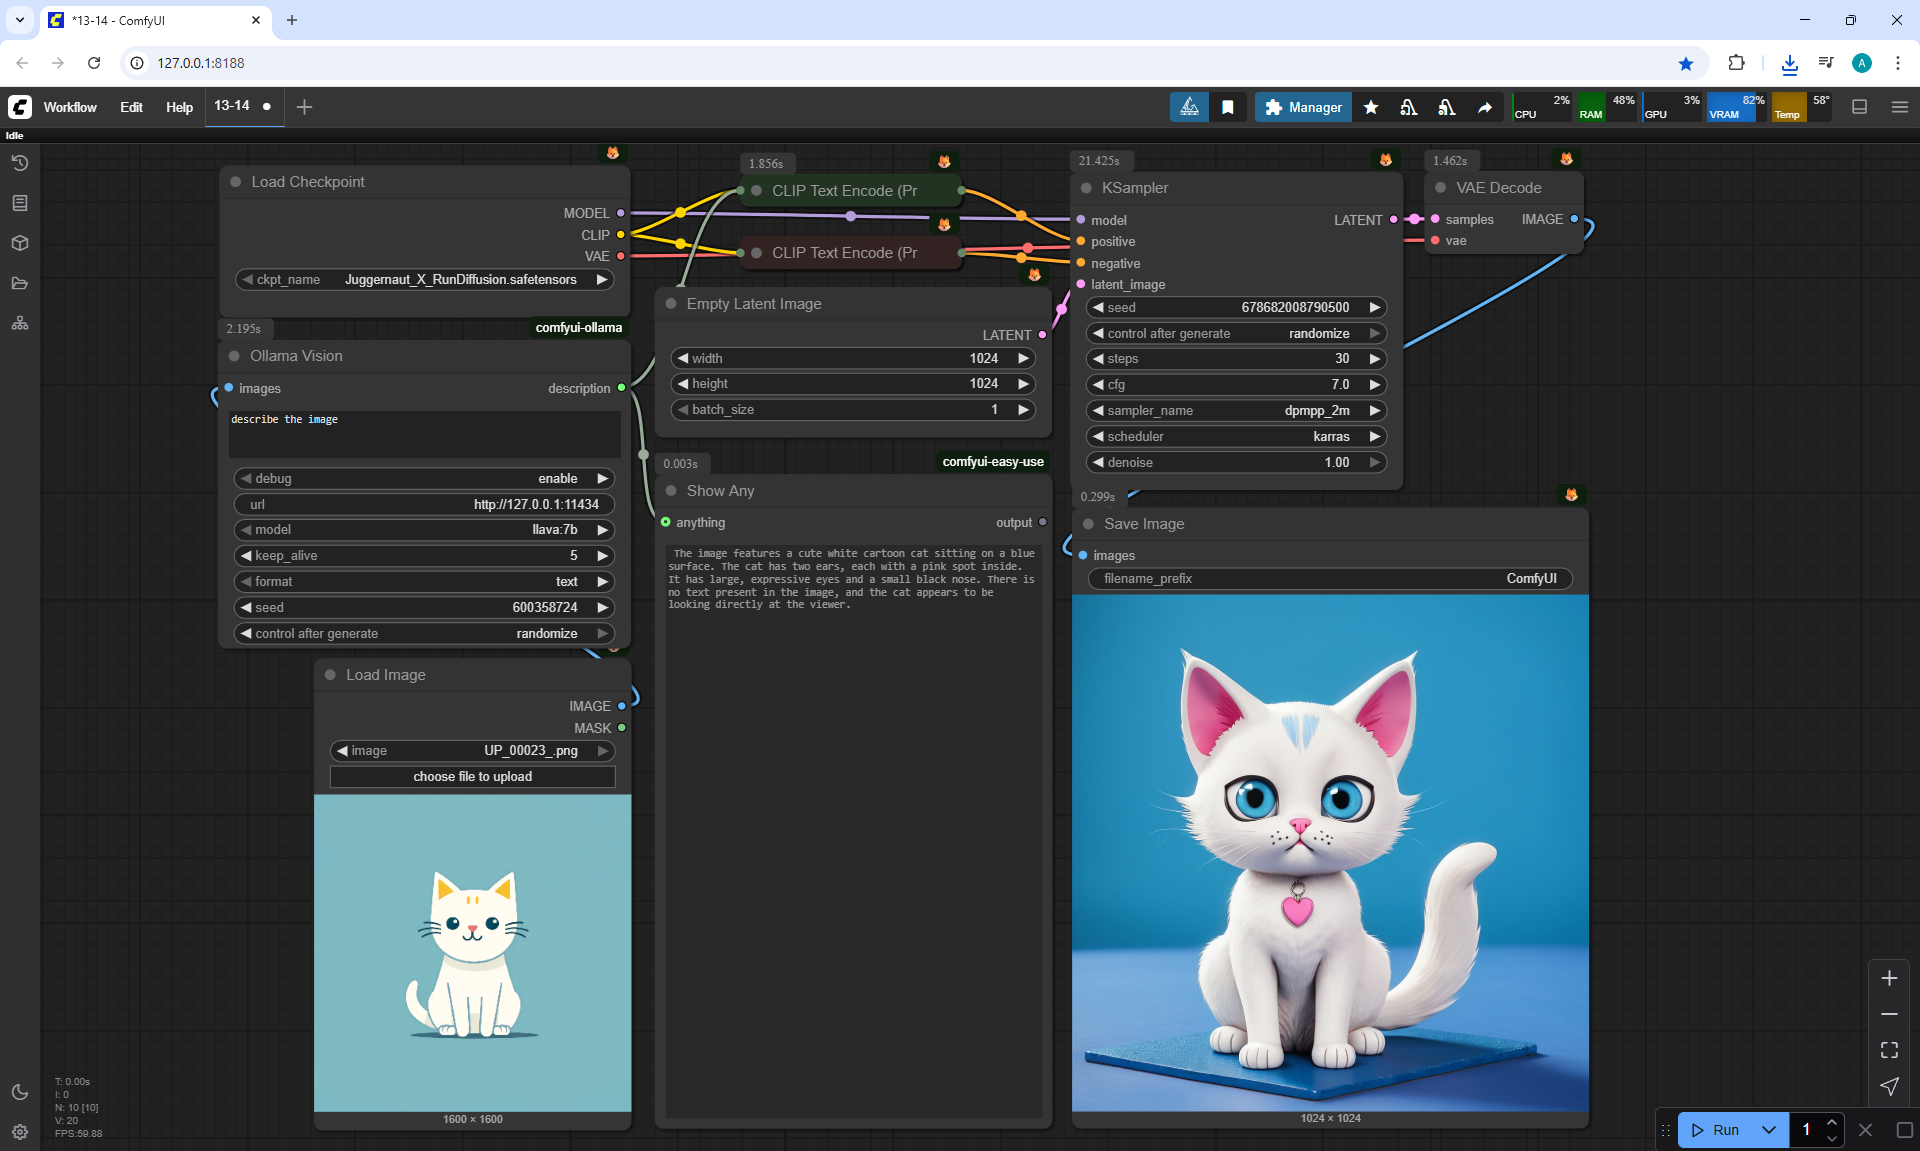 *13-14 - ComfyUI
127.0.0.1:8188
A
Workflow Edit Help 13-14
Manager
CPU 2% RAM 48% GPU 3% VRAM 82% Temp 58°
Idle
Load Checkpoint
MODEL
CLIP
VAE
ckpt_name Juggernaut_X_RunDiffusion.safetensors
1.856s
CLIP Text Encode (Pr
CLIP Text Encode (Pr
21.425s
KSampler
model LATENT
positive
negative
latent_image
seed 678682008790500
control after generate randomize
steps 30
cfg 7.0
sampler_name dpmpp_2m
scheduler karras
denoise 1.00
1.462s
VAE Decode
samples IMAGE
vae
2.195s comfyui-ollama
Ollama Vision
images description
describe the image
debug enable
url http://127.0.0.1:11434
model llava:7b
keep_alive 5
format text
seed 600358724
control after generate randomize
Empty Latent Image
LATENT
width 1024
height 1024
batch_size 1
0.003s comfyui-easy-use
Show Any
anything output
The image features a cute white cartoon cat sitting on a blue
surface. The cat has two ears, each with a pink spot inside.
It has large, expressive eyes and a small black nose. There is
no text present in the image, and the cat appears to be
looking directly at the viewer.
0.299s
Save Image
images
filename_prefix ComfyUI
1024 × 1024
Load Image
IMAGE
MASK
image UP_00023_.png
choose file to upload
1600 × 1600
T: 0.00s
I: 0
N: 10 [10]
V: 20
FPS:59.88
Run 1